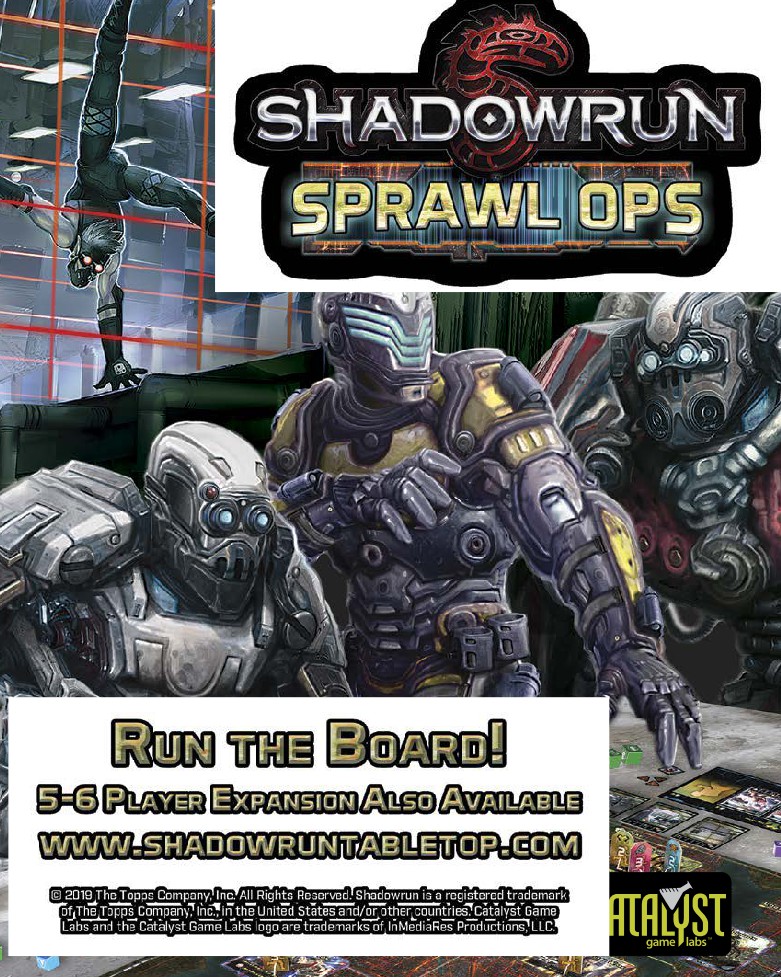 SHADOWRUN
SPRAWL OPS
RUN THE BOARD!
5-6 PLAYER EXPANSION ALSO AVAILABLE
WWW.SHADOWRUNTABLETOP.COM
© 2019 The Topps Company, Inc. All Rights Reserved. Shadowrun is a registered trademark
of The Topps Company, Inc., in the United States and/or other countries. Catalyst Game
Labs and the Catalyst Game Labs logo are trademarks of InMediaRes Productions, LLC.
CATALYST
game labs™